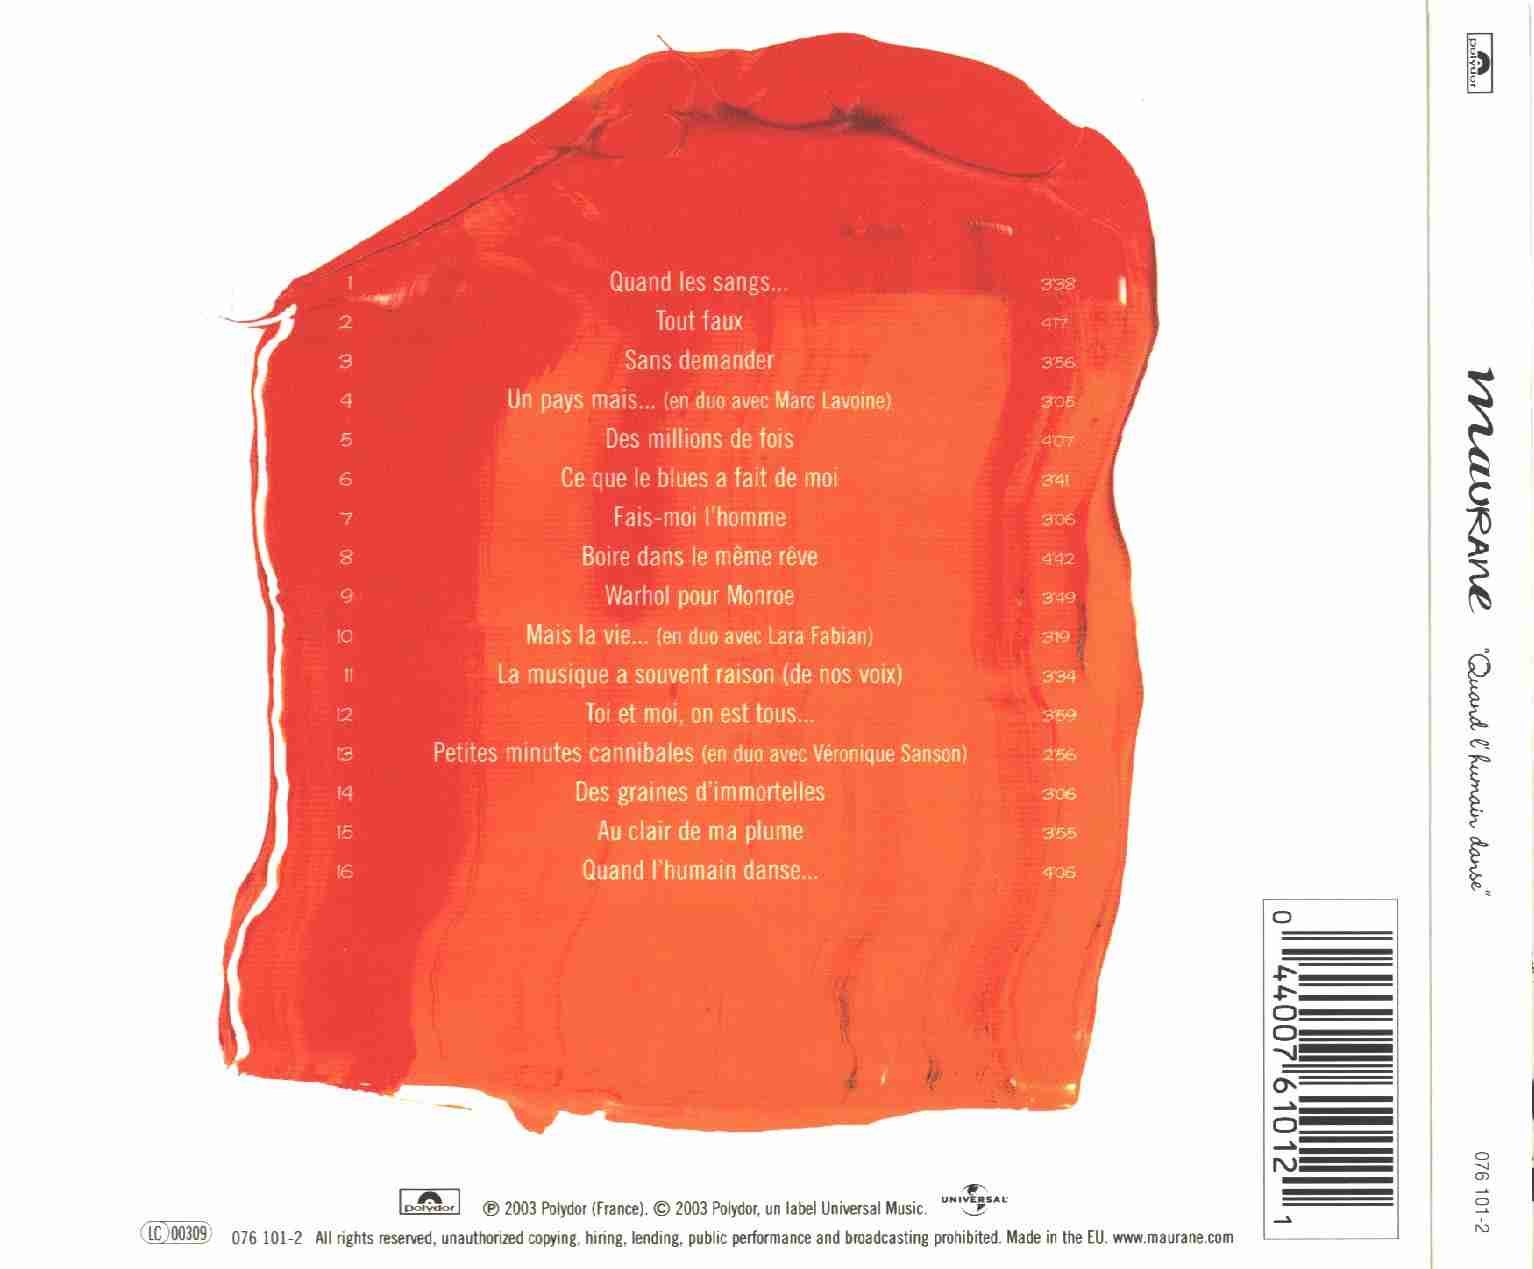 1 Quand les sangs... 3'38
2 Tout faux 4'17
3 Sans demander 3'56
4 Un pays mais... (en duo avec Marc Lavoine) 3'05
5 Des millions de fois 4'07
6 Ce que le blues a fait de moi 3'41
7 Fais-moi l'homme 3'06
8 Boire dans le même rêve 4'42
9 Warhol pour Monroe 3'49
10 Mais la vie... (en duo avec Lara Fabian) 3'19
11 La musique a souvent raison (de nos voix) 3'34
12 Toi et moi, on est tous... 3'59
13 Petites minutes cannibales (en duo avec Véronique Sanson) 2'56
14 Des graines d'immortelles 3'06
15 Au clair de ma plume 3'55
16 Quand l'humain danse... 4'06
polydor ℗ 2003 Polydor (France). © 2003 Polydor, un label Universal Music. UNIVERSAL
LC 00309 076 101-2 All rights reserved, unauthorized copying, hiring, lending, public performance and broadcasting prohibited. Made in the EU. www.maurane.com
0 44007 61012 1
polydor
mauRAne "Quand l'humain danse"
076 101-2